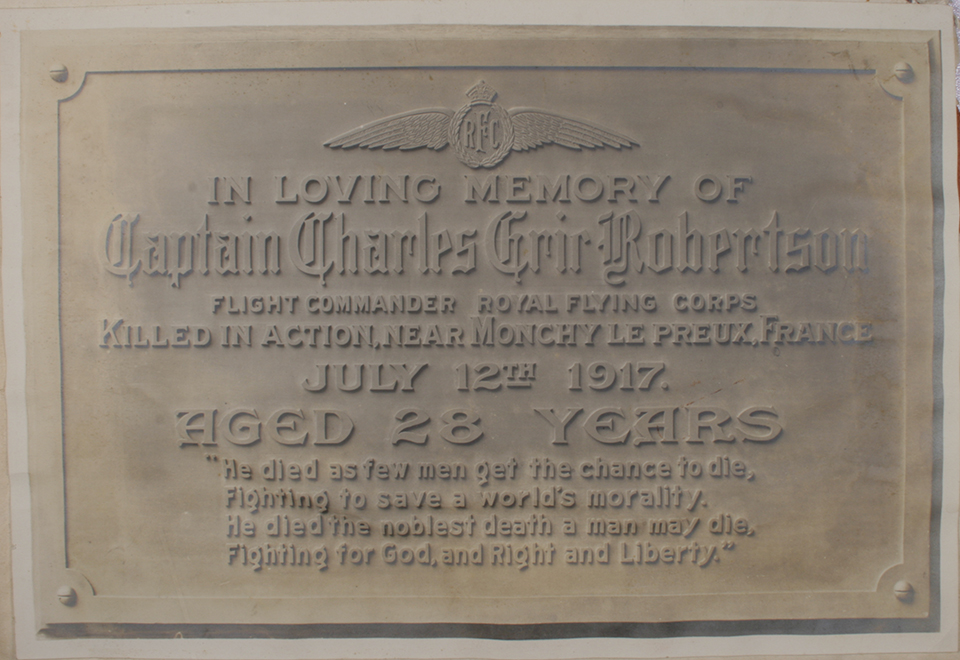 RFC
IN LOVING MEMORY OF
Captain Charles Eric Robertson
FLIGHT COMMANDER ROYAL FLYING CORPS
KILLED IN ACTION, NEAR MONCHY LE PREUX, FRANCE
JULY 12TH 1917.
AGED 28 YEARS
"He died as few men get the chance to die,
Fighting to save a world's morality.
He died the noblest death a man may die,
Fighting for God, and Right and Liberty."